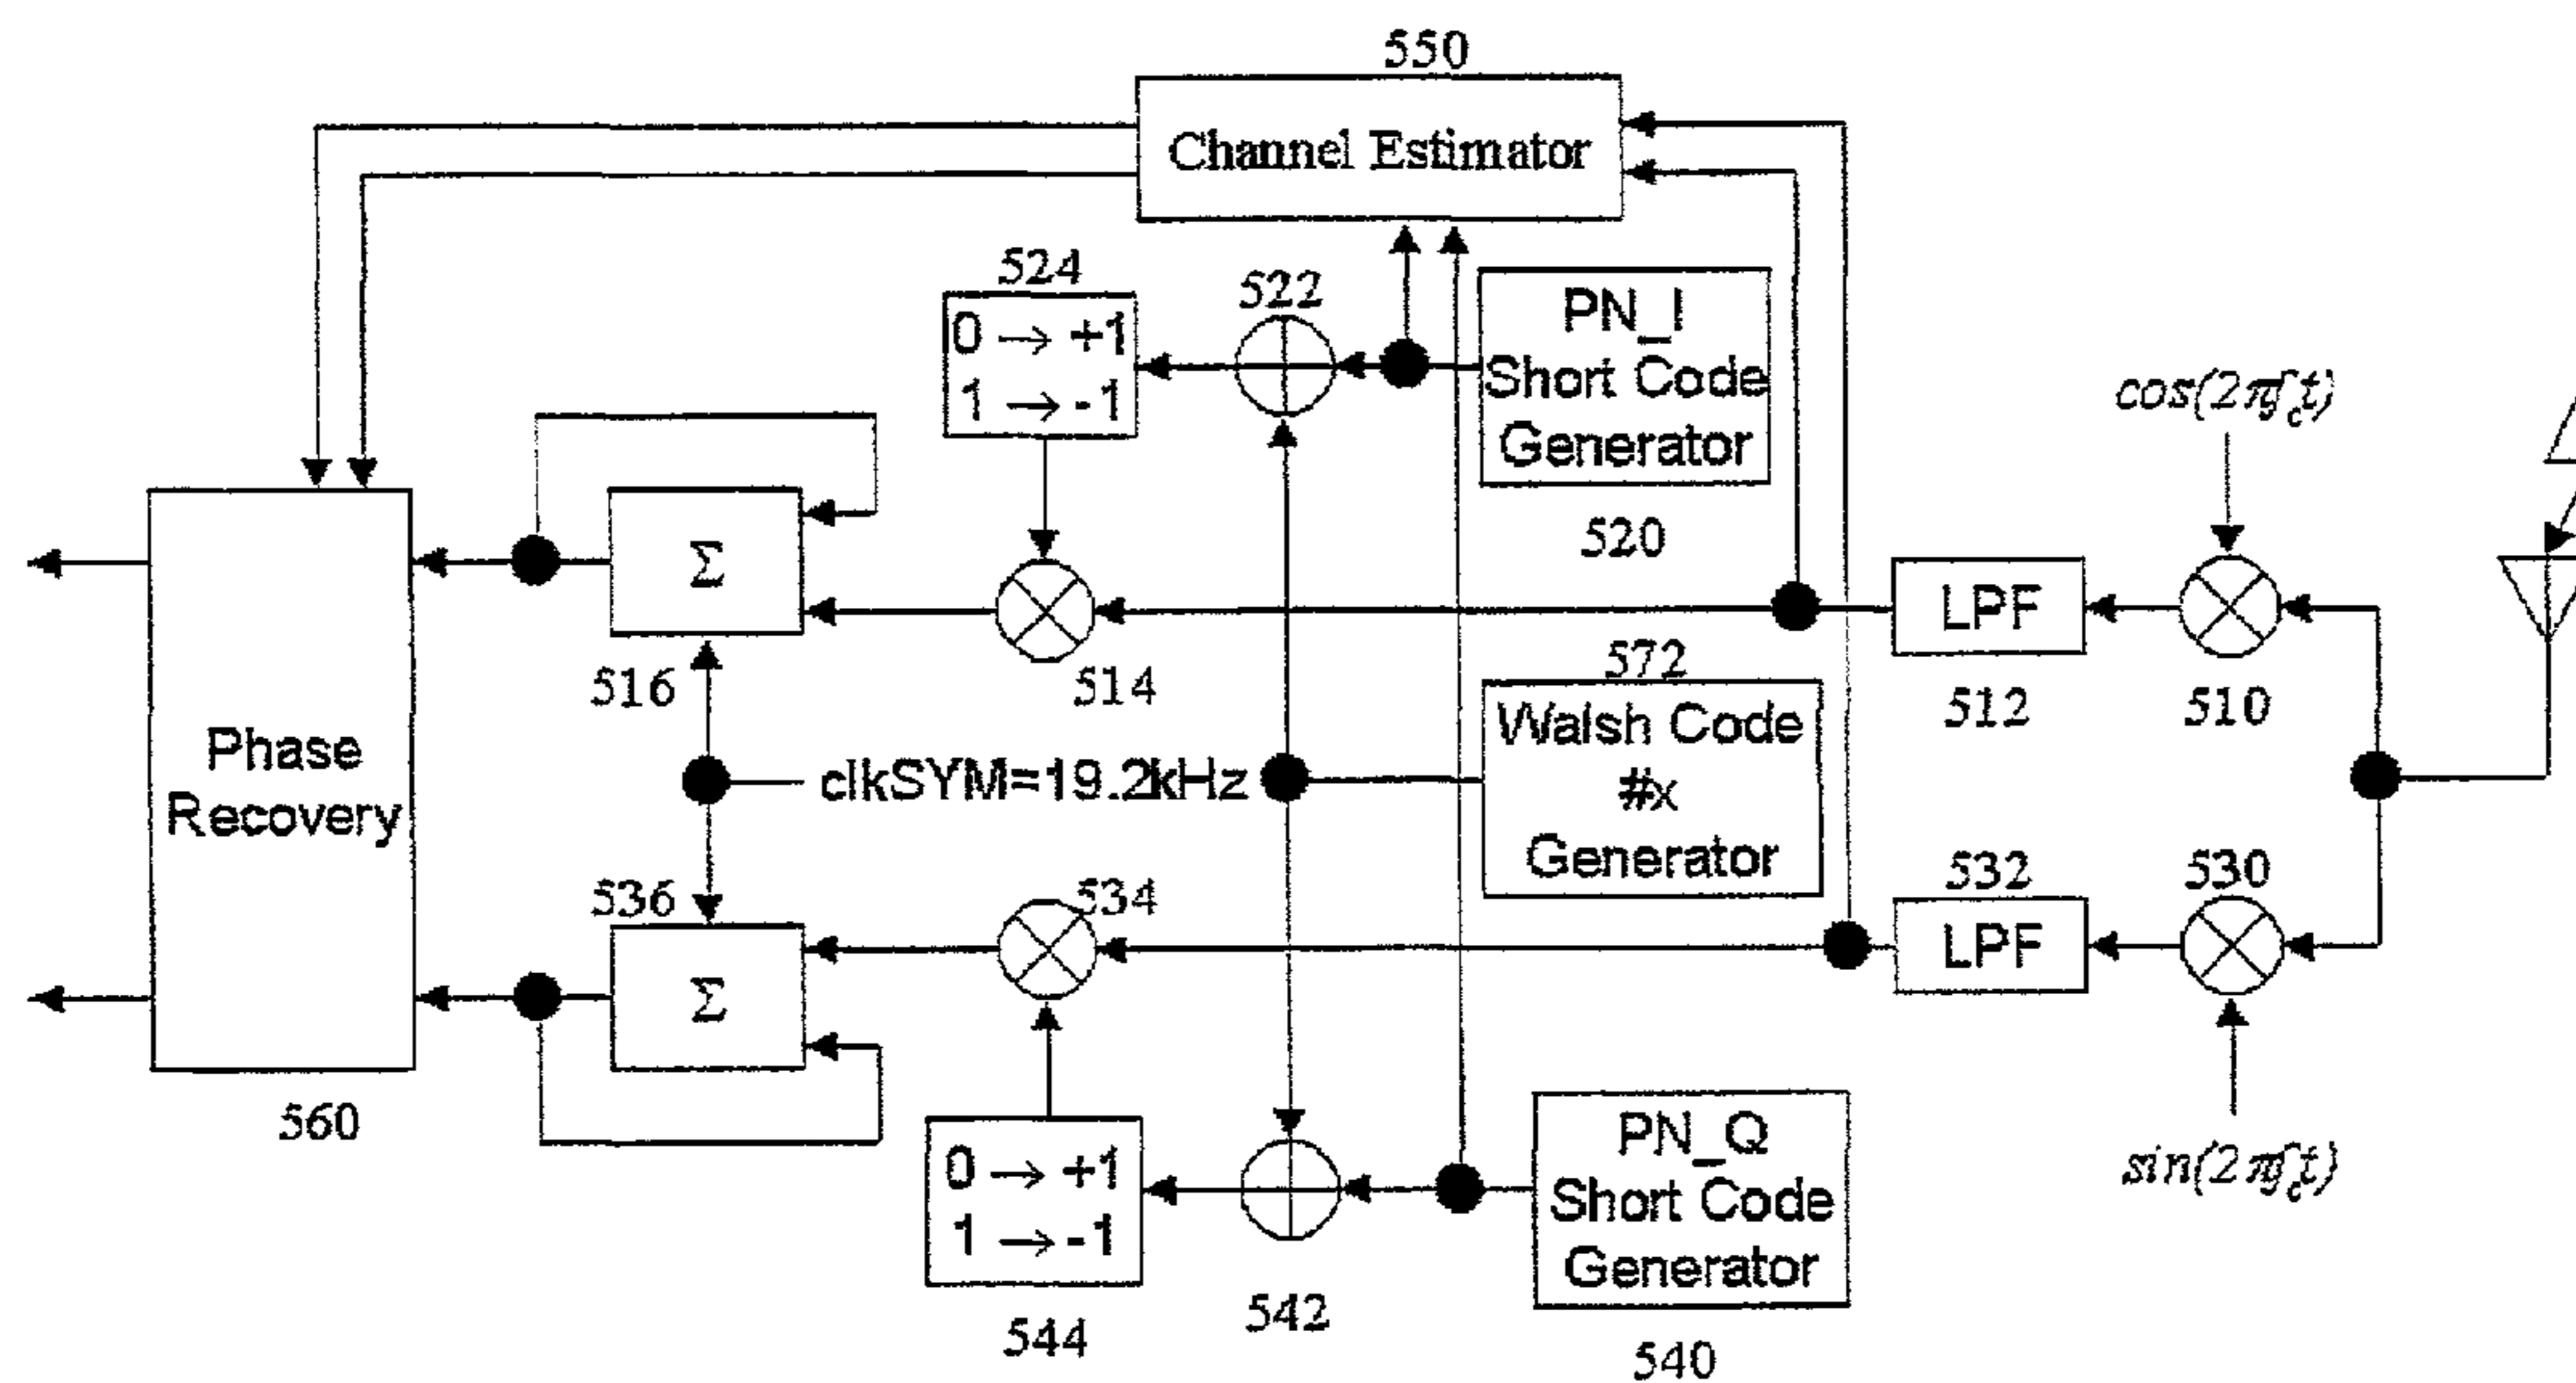 550
Channel Estimator
524
0 → +1
1 → -1
522
PN_I
Short Code
Generator
520
cos(2πf_ct)
Σ
516
514
LPF
512
510
572
Walsh Code
#x
Generator
clkSYM=19.2kHz
Phase
Recovery
560
536
Σ
534
532
LPF
530
sin(2πf_ct)
0 → +1
1 → -1
544
542
PN_Q
Short Code
Generator
540